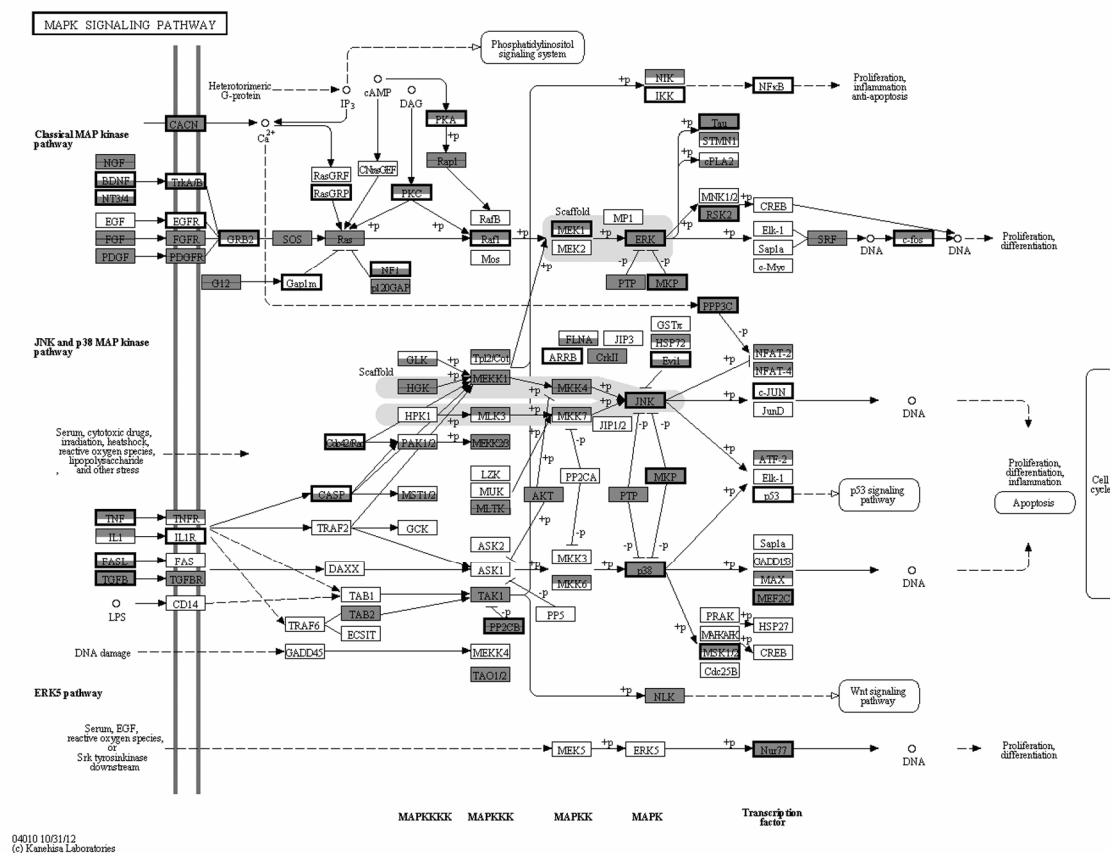 MAPK SIGNALING PATHWAY
Phosphatidylinositol
signaling system
Heterotorimeric
G-protein
IP3
cAMP
DAG
NIK
IKK
+p
NFκB
Proliferation,
inflammation
anti-apoptosis
CACN
Ca2+
PKA
+p
Classical MAP kinase
pathway
Tau
STMN1
cPLA2
+p
NGF
BDNF
NT3/4
TrkA/B
RasGRF
RasGRP
CNrasGEF
PKC
Rap1
RafB
Raf1
Mos
Scaffold
MEK1
MEK2
MP1
MNK1/2
RSK2
CREB
EGF
EGFR
FGF
FGFR
PDGF
PDGFR
GRB2
SOS
Ras
+p
+p
+p
ERK
+p
Elk-1
Sap1a
c-Myc
SRF
DNA
c-fos
DNA
Proliferation,
differentiation
G12
Gap1m
NF1
p120GAP
PTP
MKP
-p
-p
PPP3C
-p
JNK and p38 MAP kinase
pathway
GSTπ
FLNA
JIP3
HSP72
ARRB
CrkII
Evi1
NFAT-2
NFAT-4
Scaffold
GLK
HGK
HPK1
Tpl2/Cot
MEKK1
MLK3
MKK4
MKK7
JNK
JIP1/2
c-JUN
JunD
DNA
Cdc42/Rac
PAK1/2
MEKK2/3
Serum, cytotoxic drugs,
irradiation, heatshock,
reactive oxygen species,
lipopolysaccharide
and other stress
LZK
MUK
MLTK
PP2CA
AKT
PTP
MKP
ATF-2
Elk-1
p53
p53 signaling
pathway
Proliferation,
differentiation,
inflammation
Apoptosis
Cell
cycle
CASP
MST1/2
TNF
TNFR
IL1
IL1R
TRAF2
GCK
FASL
FAS
TGFB
TGFBR
DAXX
ASK2
ASK1
MKK3
MKK6
p38
Sap1a
GADD153
MAX
MEF2C
DNA
LPS
CD14
TAB1
TAB2
TAK1
TRAF6
ECSIT
PP2CB
PP5
-p
-p
PRAK
MAPKAPK
MSK1/2
Cdc25B
HSP27
CREB
DNA damage
GADD45
MEKK4
TAO1/2
ERK5 pathway
+p
NLK
Wnt signaling
pathway
Serum, EGF,
reactive oxygen species,
or
Srk tyrosinkinase
downstream
MEK5
+p
ERK5
+p
Nur77
DNA
Proliferation,
differentiation
MAPKKKK
MAPKKK
MAPKK
MAPK
Transcription
factor
04010 10/31/12
(c) Kanehisa Laboratories